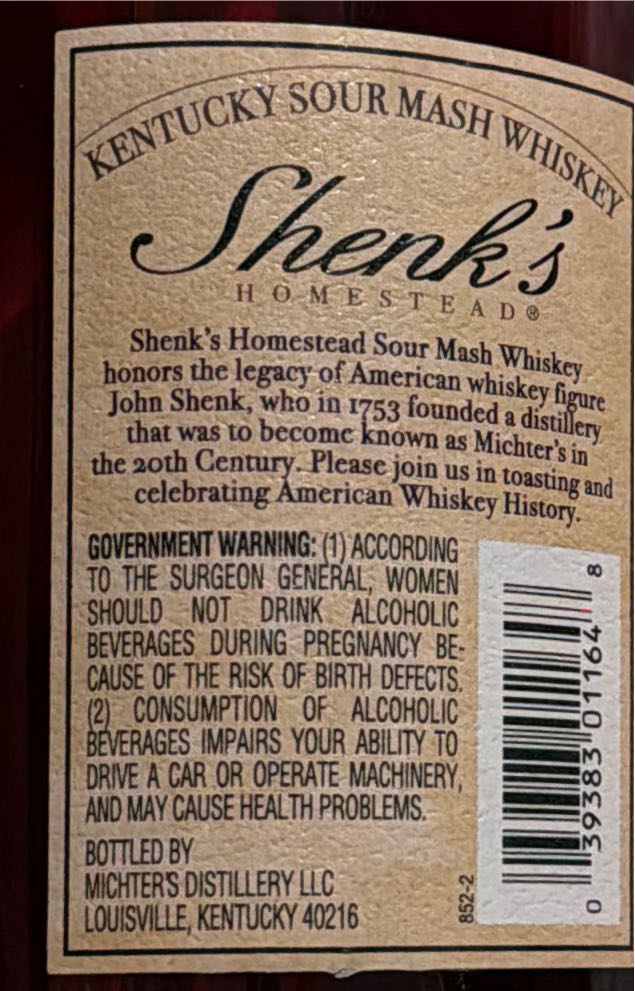 KENTUCKY SOUR MASH WHISKEY
Shenk's
HOMESTEAD®
Shenk's Homestead Sour Mash Whiskey
honors the legacy of American whiskey figure
John Shenk, who in 1753 founded a distillery
that was to become known as Michter's in
the 20th Century. Please join us in toasting and
celebrating American Whiskey History.
GOVERNMENT WARNING: (1) ACCORDING
TO THE SURGEON GENERAL, WOMEN
SHOULD NOT DRINK ALCOHOLIC
BEVERAGES DURING PREGNANCY BE-
CAUSE OF THE RISK OF BIRTH DEFECTS.
(2) CONSUMPTION OF ALCOHOLIC
BEVERAGES IMPAIRS YOUR ABILITY TO
DRIVE A CAR OR OPERATE MACHINERY,
AND MAY CAUSE HEALTH PROBLEMS.
BOTTLED BY
MICHTER'S DISTILLERY LLC
LOUISVILLE, KENTUCKY 40216
852-2
0 39383 01164 8